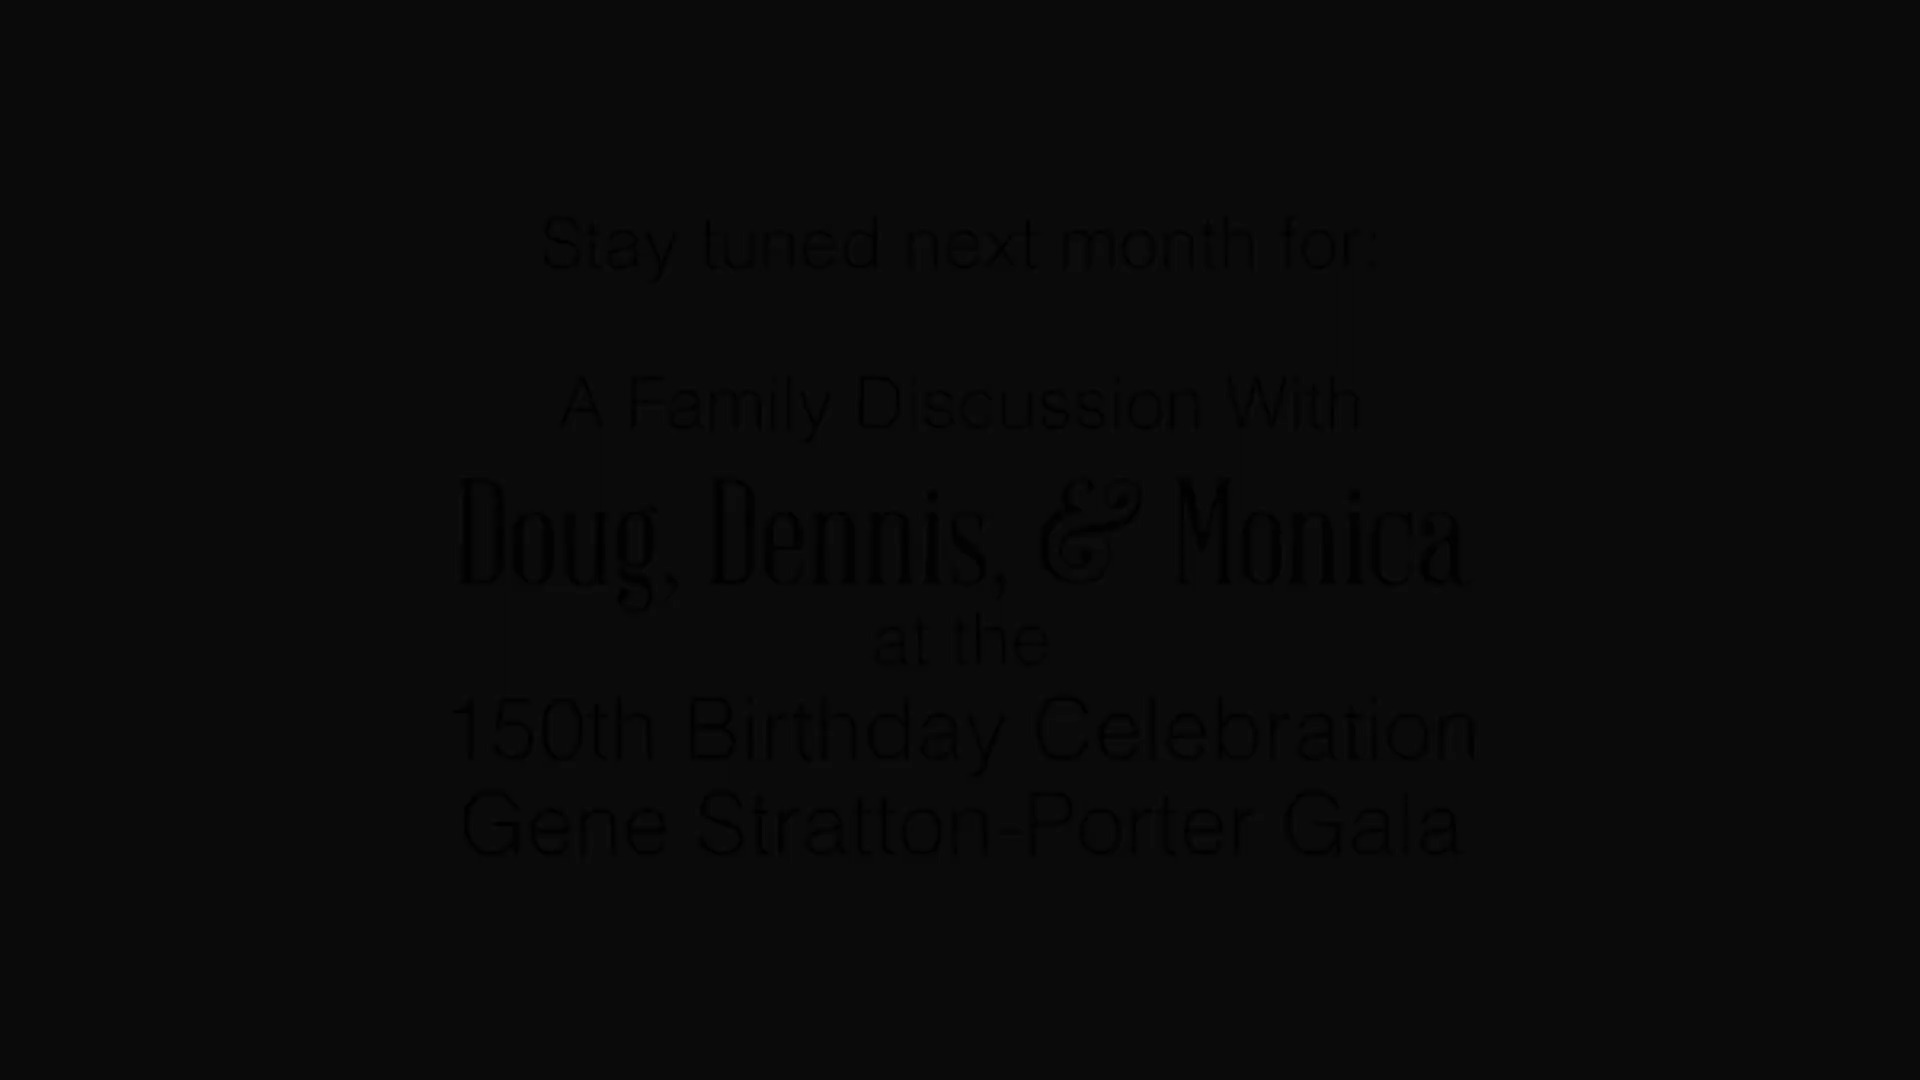 Stay tuned next month for:
A Family Discussion With
Doug, Dennis, & Monica
at the
150th Birthday Celebration
Gene Stratton-Porter Gala